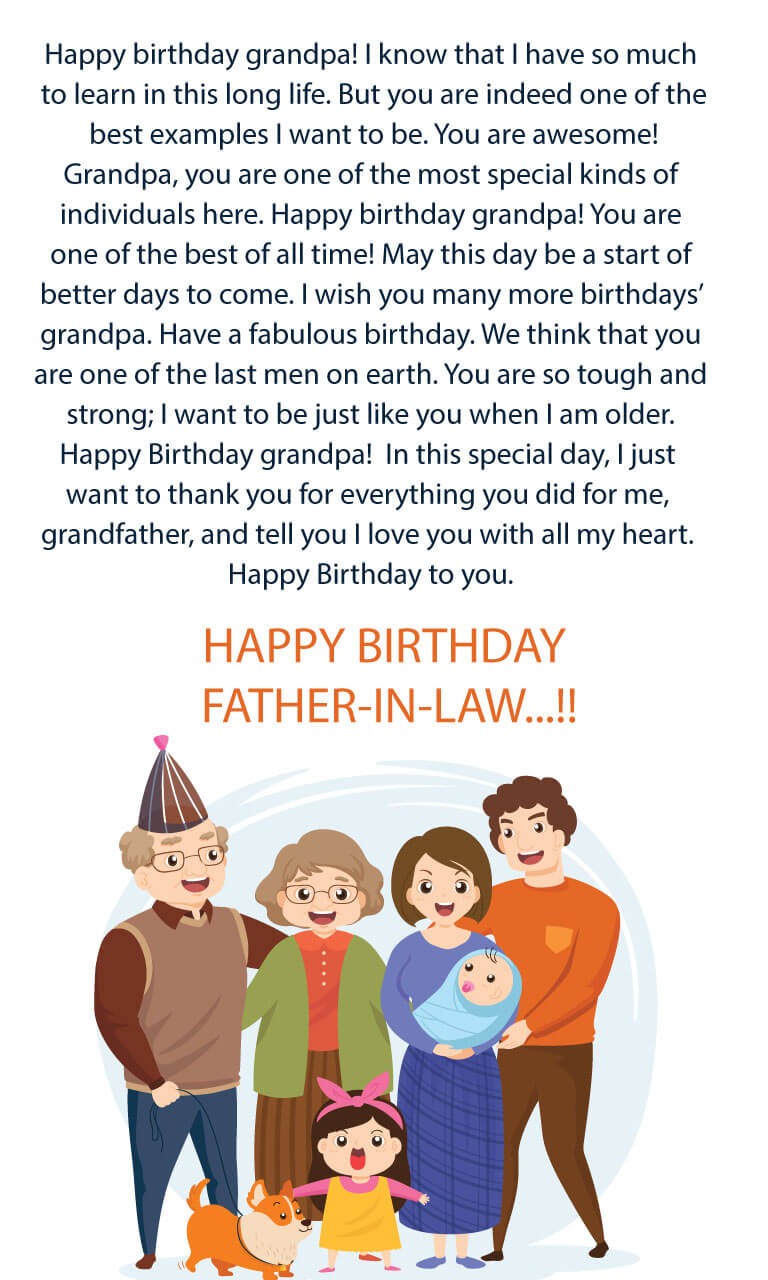 Happy birthday grandpa! I know that I have so much
to learn in this long life. But you are indeed one of the
best examples I want to be. You are awesome!
Grandpa, you are one of the most special kinds of
individuals here. Happy birthday grandpa! You are
one of the best of all time! May this day be a start of
better days to come. I wish you many more birthdays’
grandpa. Have a fabulous birthday. We think that you
are one of the last men on earth. You are so tough and
strong; I want to be just like you when I am older.
Happy Birthday grandpa!  In this special day, I just
want to thank you for everything you did for me,
grandfather, and tell you I love you with all my heart.
Happy Birthday to you.
HAPPY BIRTHDAY
FATHER-IN-LAW...!!